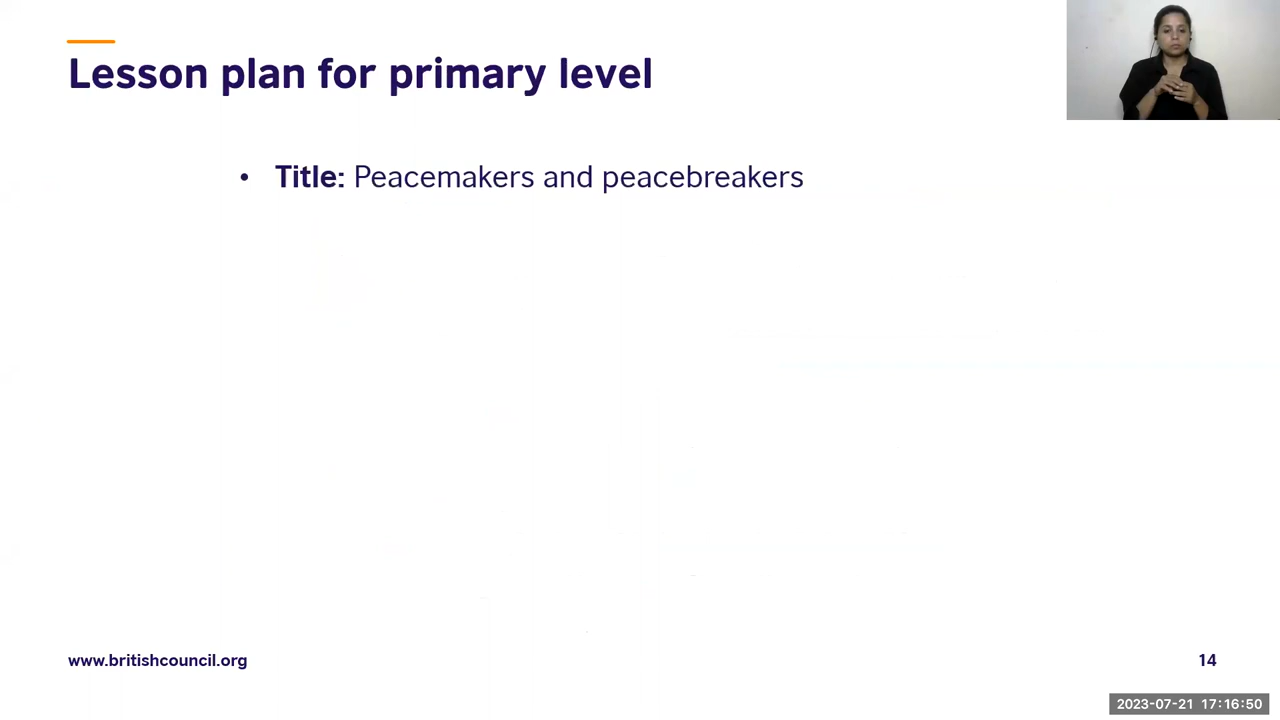 Lesson plan for primary level
• Title: Peacemakers and peacebreakers
www.britishcouncil.org
14
2023-07-21 17:16:50